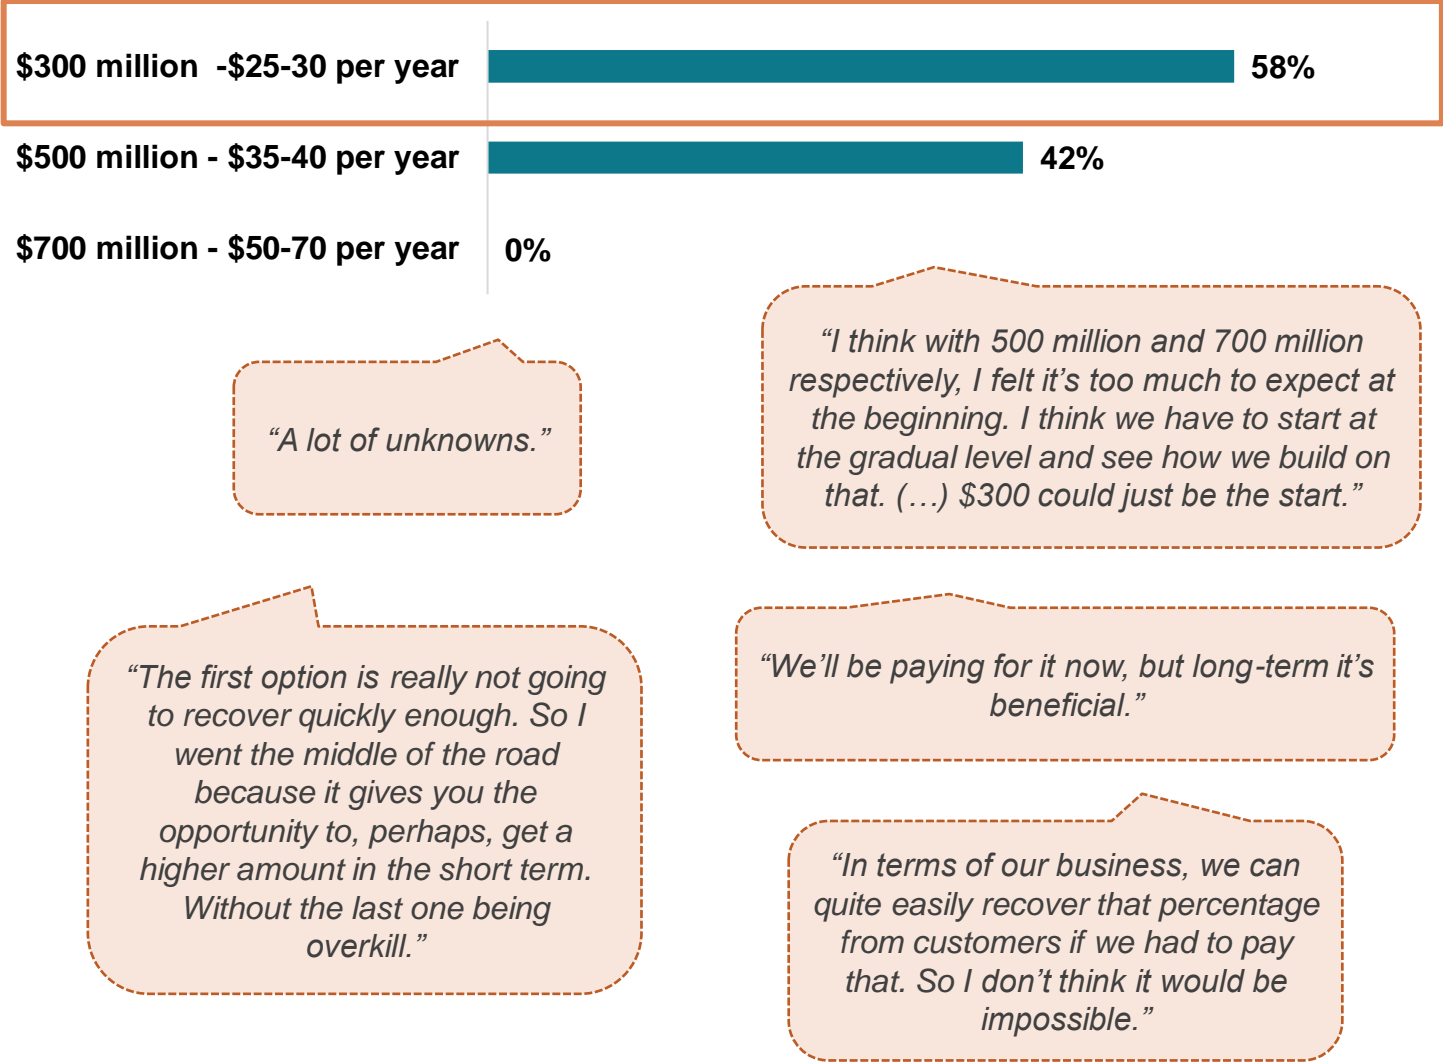 $300 million  -$25-30 per year
58%
$500 million - $35-40 per year
42%
$700 million - $50-70 per year
0%
“I think with 500 million and 700 million
respectively, I felt it’s too much to expect at
the beginning. I think we have to start at
the gradual level and see how we build on
that. (…) $300 could just be the start.”
“A lot of unknowns.”
“The first option is really not going
to recover quickly enough. So I
went the middle of the road
because it gives you the
opportunity to, perhaps, get a
higher amount in the short term.
Without the last one being
overkill.”
“We’ll be paying for it now, but long-term it’s
beneficial.”
“In terms of our business, we can
quite easily recover that percentage
from customers if we had to pay
that. So I don’t think it would be
impossible.”